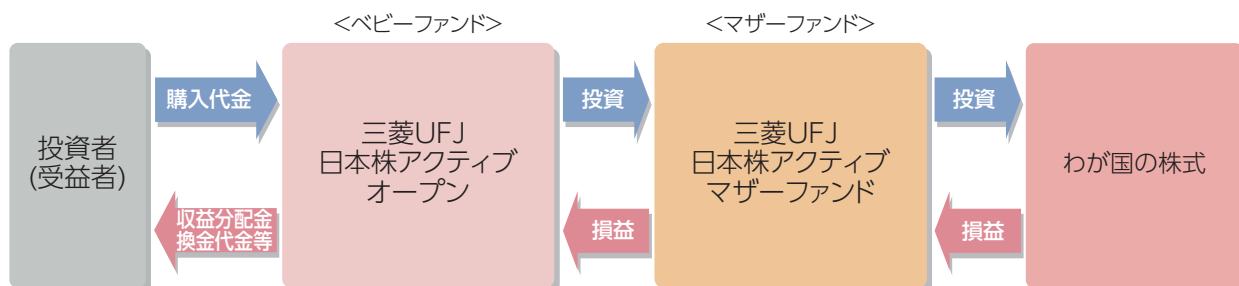 <ベビーファンド>
<マザーファンド>
投資者
(受益者)
購入代金
収益分配金
換金代金等
三菱UFJ
日本株アクティブ
オープン
投資
損益
三菱UFJ
日本株アクティブ
マザーファンド
投資
損益
わが国の株式